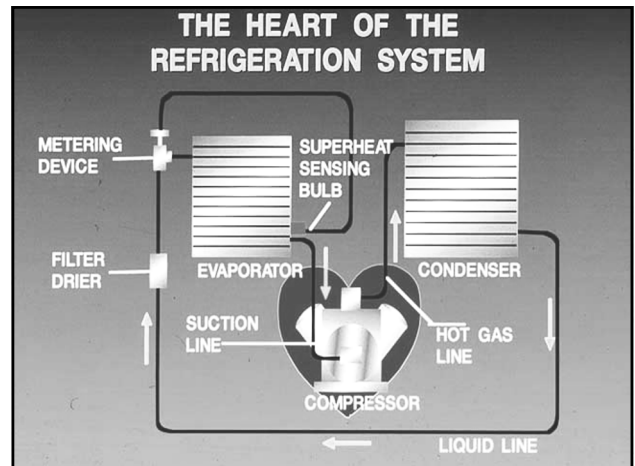 THE HEART OF THE
REFRIGERATION SYSTEM
METERING
DEVICE
SUPERHEAT
SENSING
BULB
FILTER
DRIER
EVAPORATOR
CONDENSER
SUCTION
LINE
HOT GAS
LINE
COMPRESSOR
LIQUID LINE